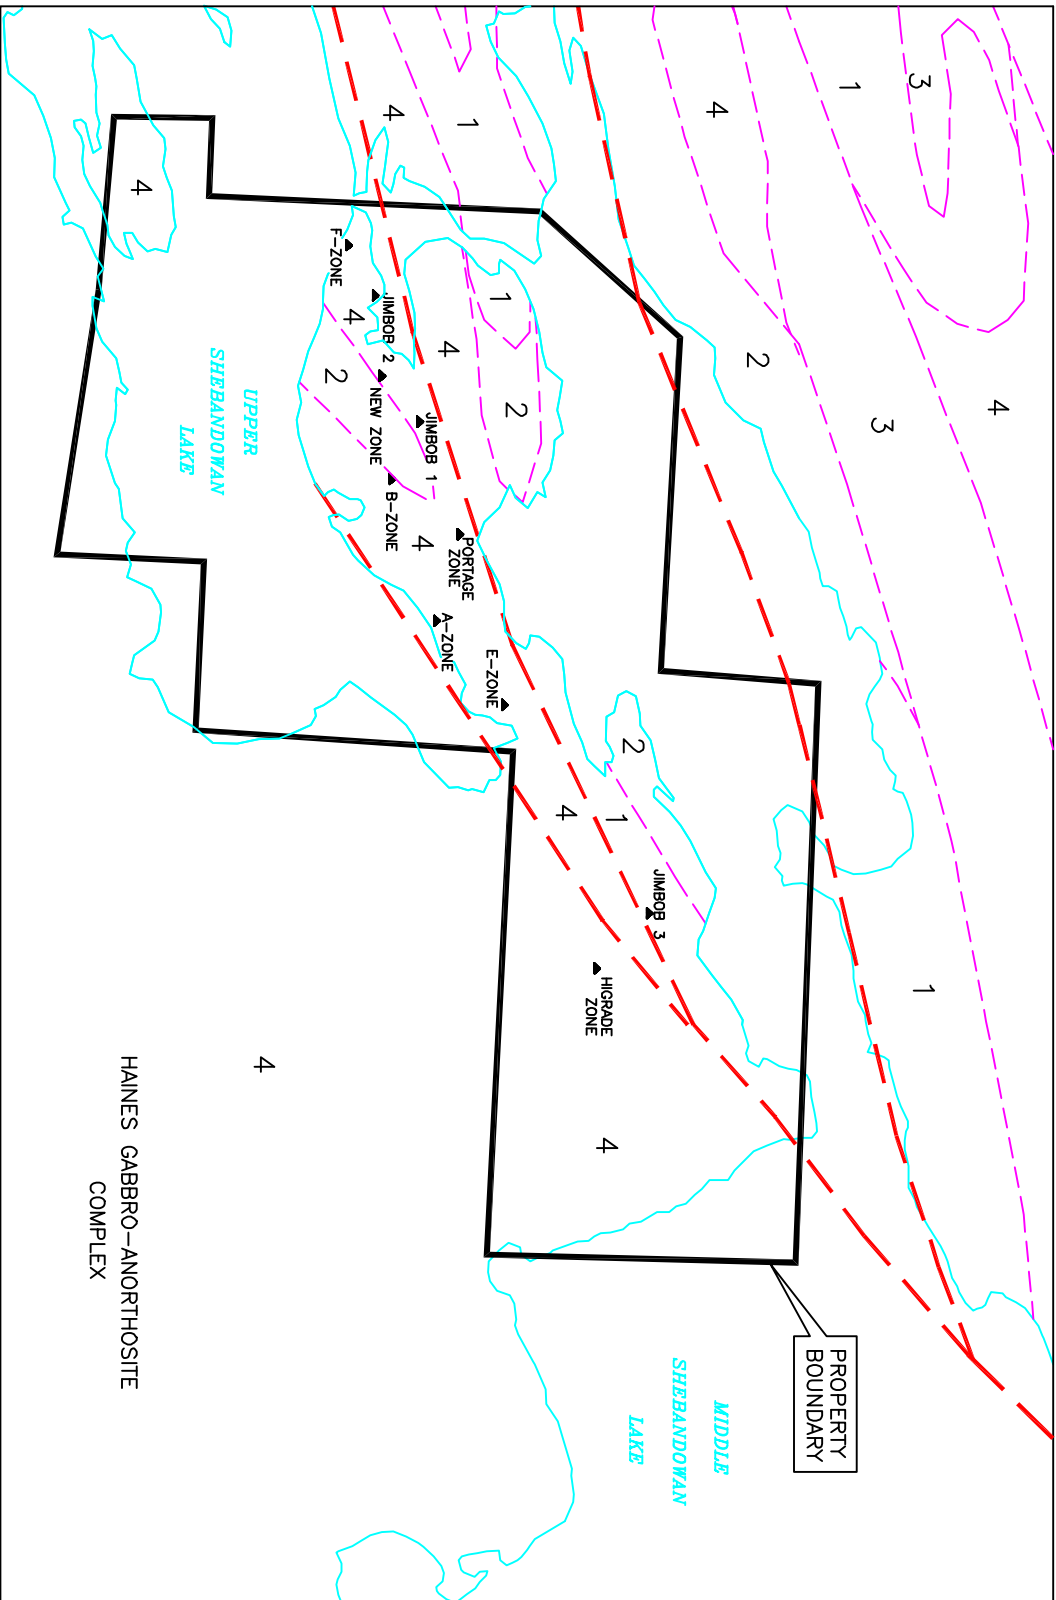 4
1
3
3
1
PROPERTY
BOUNDARY
2
4
MIDDLE
SHEBANDOWAN
LAKE
2
JIMBOB 3
1
4
HIGRADE
ZONE
4
2
1
E-ZONE
1
PORTAGE
ZONE
4
A-ZONE
JIMBOB 1
4
4
B-ZONE
JIMBOB 2
NEW ZONE
4
F-ZONE
2
4
UPPER
SHEBANDOWAN
LAKE
4
HAINES GABBRO-ANORTHOSITE
COMPLEX